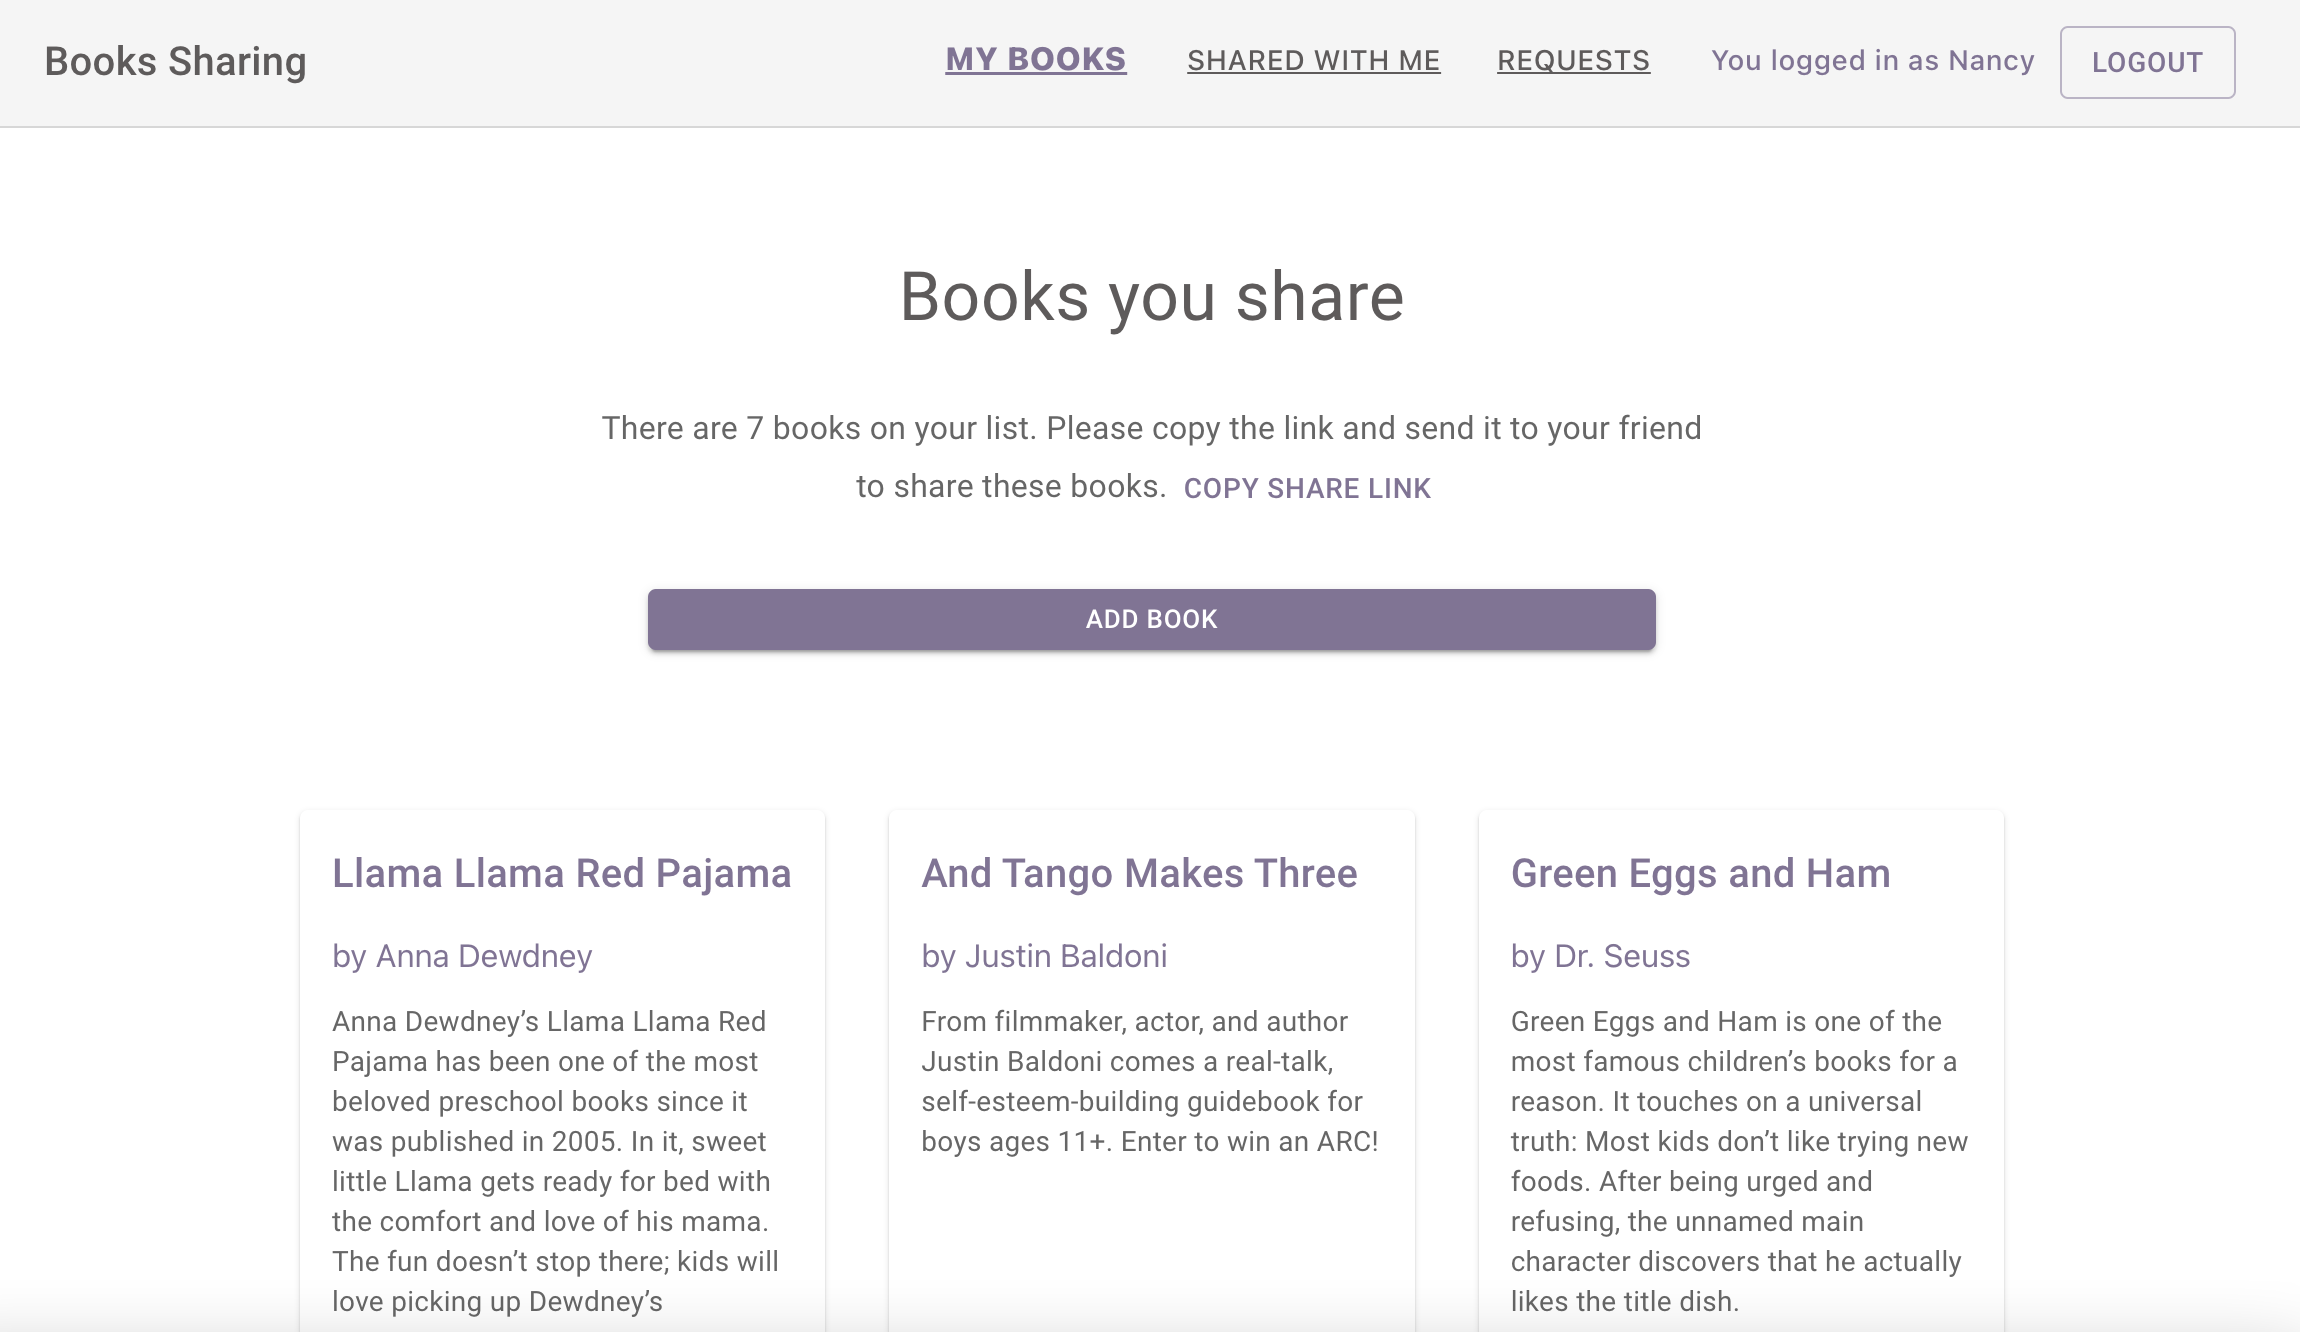 Books Sharing
MY BOOKS
SHARED WITH ME
REQUESTS
You logged in as Nancy
LOGOUT
Books you share
There are 7 books on your list. Please copy the link and send it to your friend
to share these books. COPY SHARE LINK
ADD BOOK
Llama Llama Red Pajama
by Anna Dewdney
Anna Dewdney’s Llama Llama Red
Pajama has been one of the most
beloved preschool books since it
was published in 2005. In it, sweet
little Llama gets ready for bed with
the comfort and love of his mama.
The fun doesn’t stop there; kids will
love picking up Dewdney’s
And Tango Makes Three
by Justin Baldoni
From filmmaker, actor, and author
Justin Baldoni comes a real-talk,
self-esteem-building guidebook for
boys ages 11+. Enter to win an ARC!
Green Eggs and Ham
by Dr. Seuss
Green Eggs and Ham is one of the
most famous children’s books for a
reason. It touches on a universal
truth: Most kids don’t like trying new
foods. After being urged and
refusing, the unnamed main
character discovers that he actually
likes the title dish.